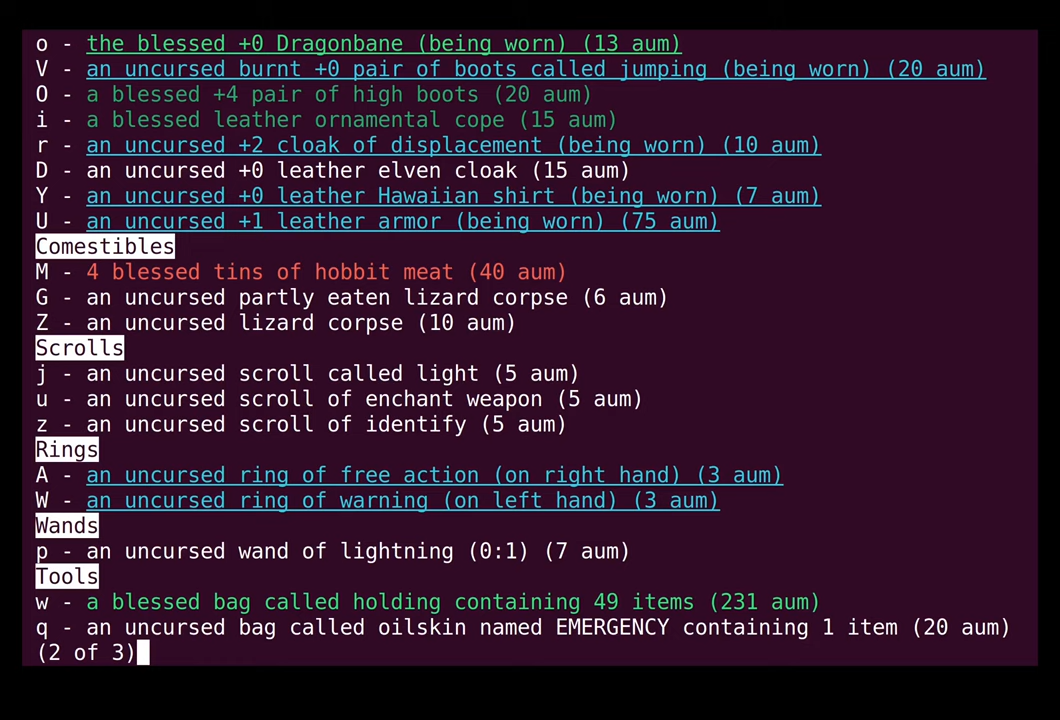 o - the blessed +0 Dragonbane (being worn) (13 aum)
V - an uncursed burnt +0 pair of boots called jumping (being worn) (20 aum)
O - a blessed +4 pair of high boots (20 aum)
i - a blessed leather ornamental cope (15 aum)
r - an uncursed +2 cloak of displacement (being worn) (10 aum)
D - an uncursed +0 leather elven cloak (15 aum)
Y - an uncursed +0 leather Hawaiian shirt (being worn) (7 aum)
U - an uncursed +1 leather armor (being worn) (75 aum)
Comestibles
M - 4 blessed tins of hobbit meat (40 aum)
G - an uncursed partly eaten lizard corpse (6 aum)
Z - an uncursed lizard corpse (10 aum)
Scrolls
j - an uncursed scroll called light (5 aum)
u - an uncursed scroll of enchant weapon (5 aum)
z - an uncursed scroll of identify (5 aum)
Rings
A - an uncursed ring of free action (on right hand) (3 aum)
W - an uncursed ring of warning (on left hand) (3 aum)
Wands
p - an uncursed wand of lightning (0:1) (7 aum)
Tools
w - a blessed bag called holding containing 49 items (231 aum)
q - an uncursed bag called oilskin named EMERGENCY containing 1 item (20 aum)
(2 of 3)